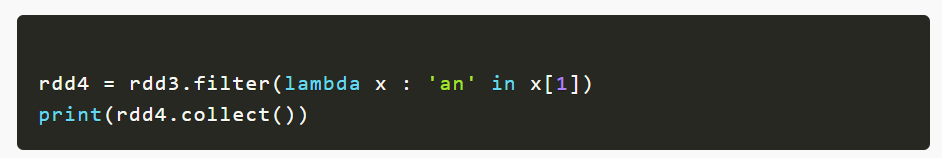 rdd4 = rdd3.filter(lambda x : 'an' in x[1])
print(rdd4.collect())